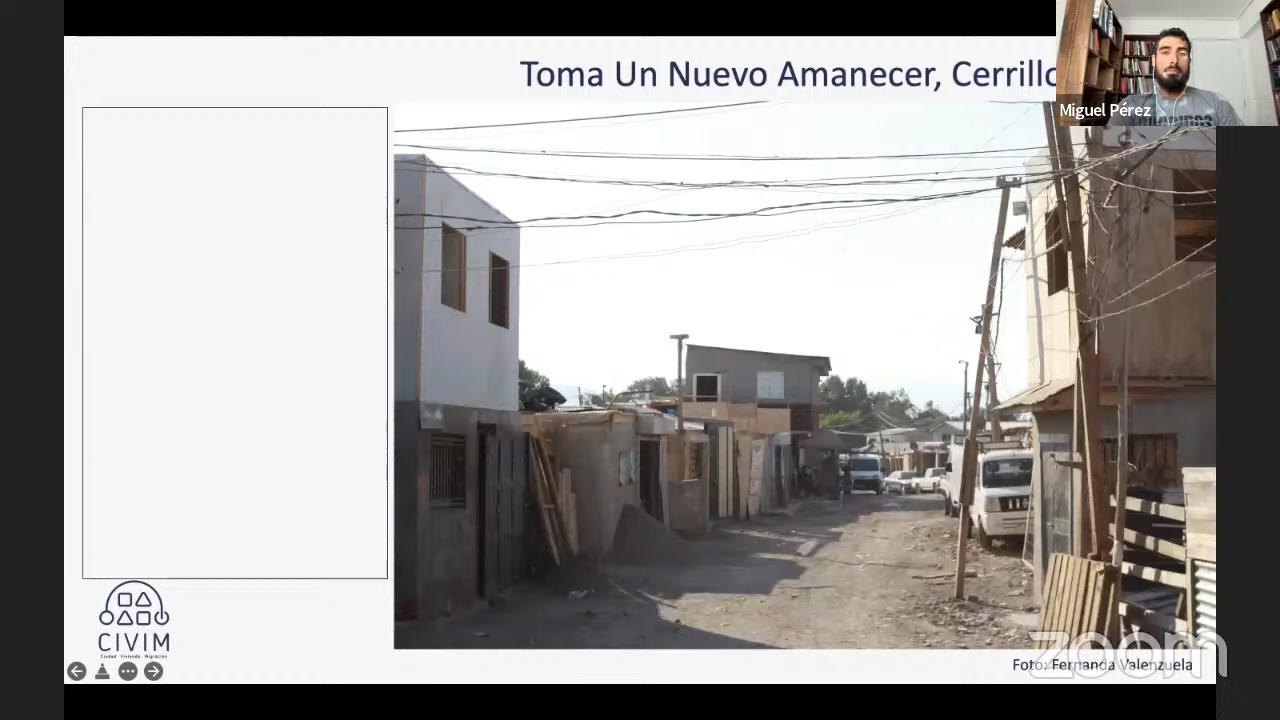 Toma Un Nuevo Amanecer, Cerrillo
Miguel Pérez
CIVIM
Ciudad · Vivienda · Migración
Foto: Fernanda Valenzuela
zoom